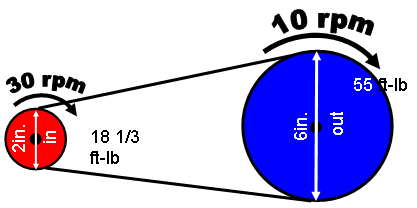 10 rpm
30 rpm
55 ft-lb
2in.
in
18 1/3
ft-lb
6in.
out